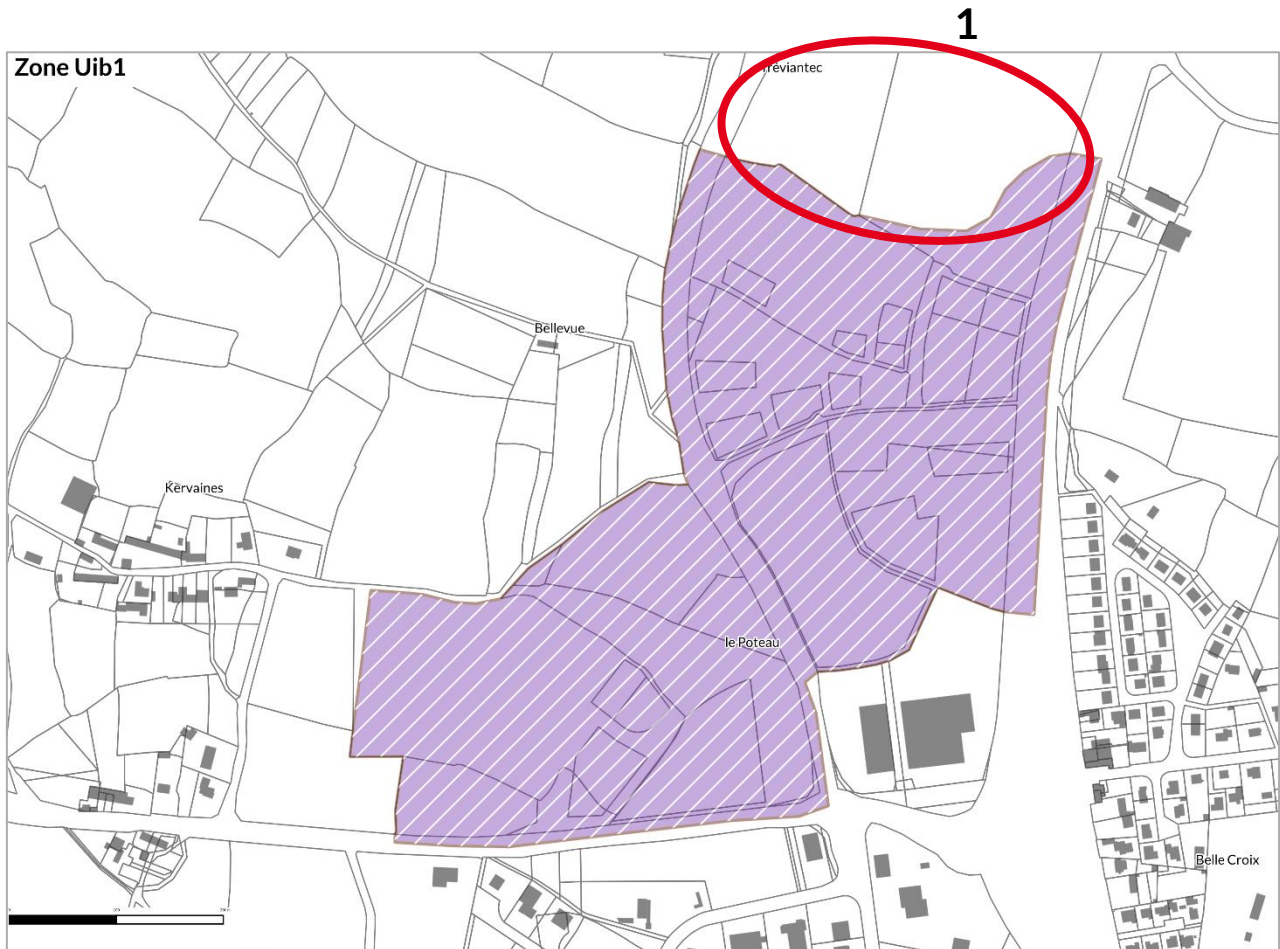 1
Zone Uib1
Tréviantec
Bellevue
Kervaines
le Poteau
Belle Croix